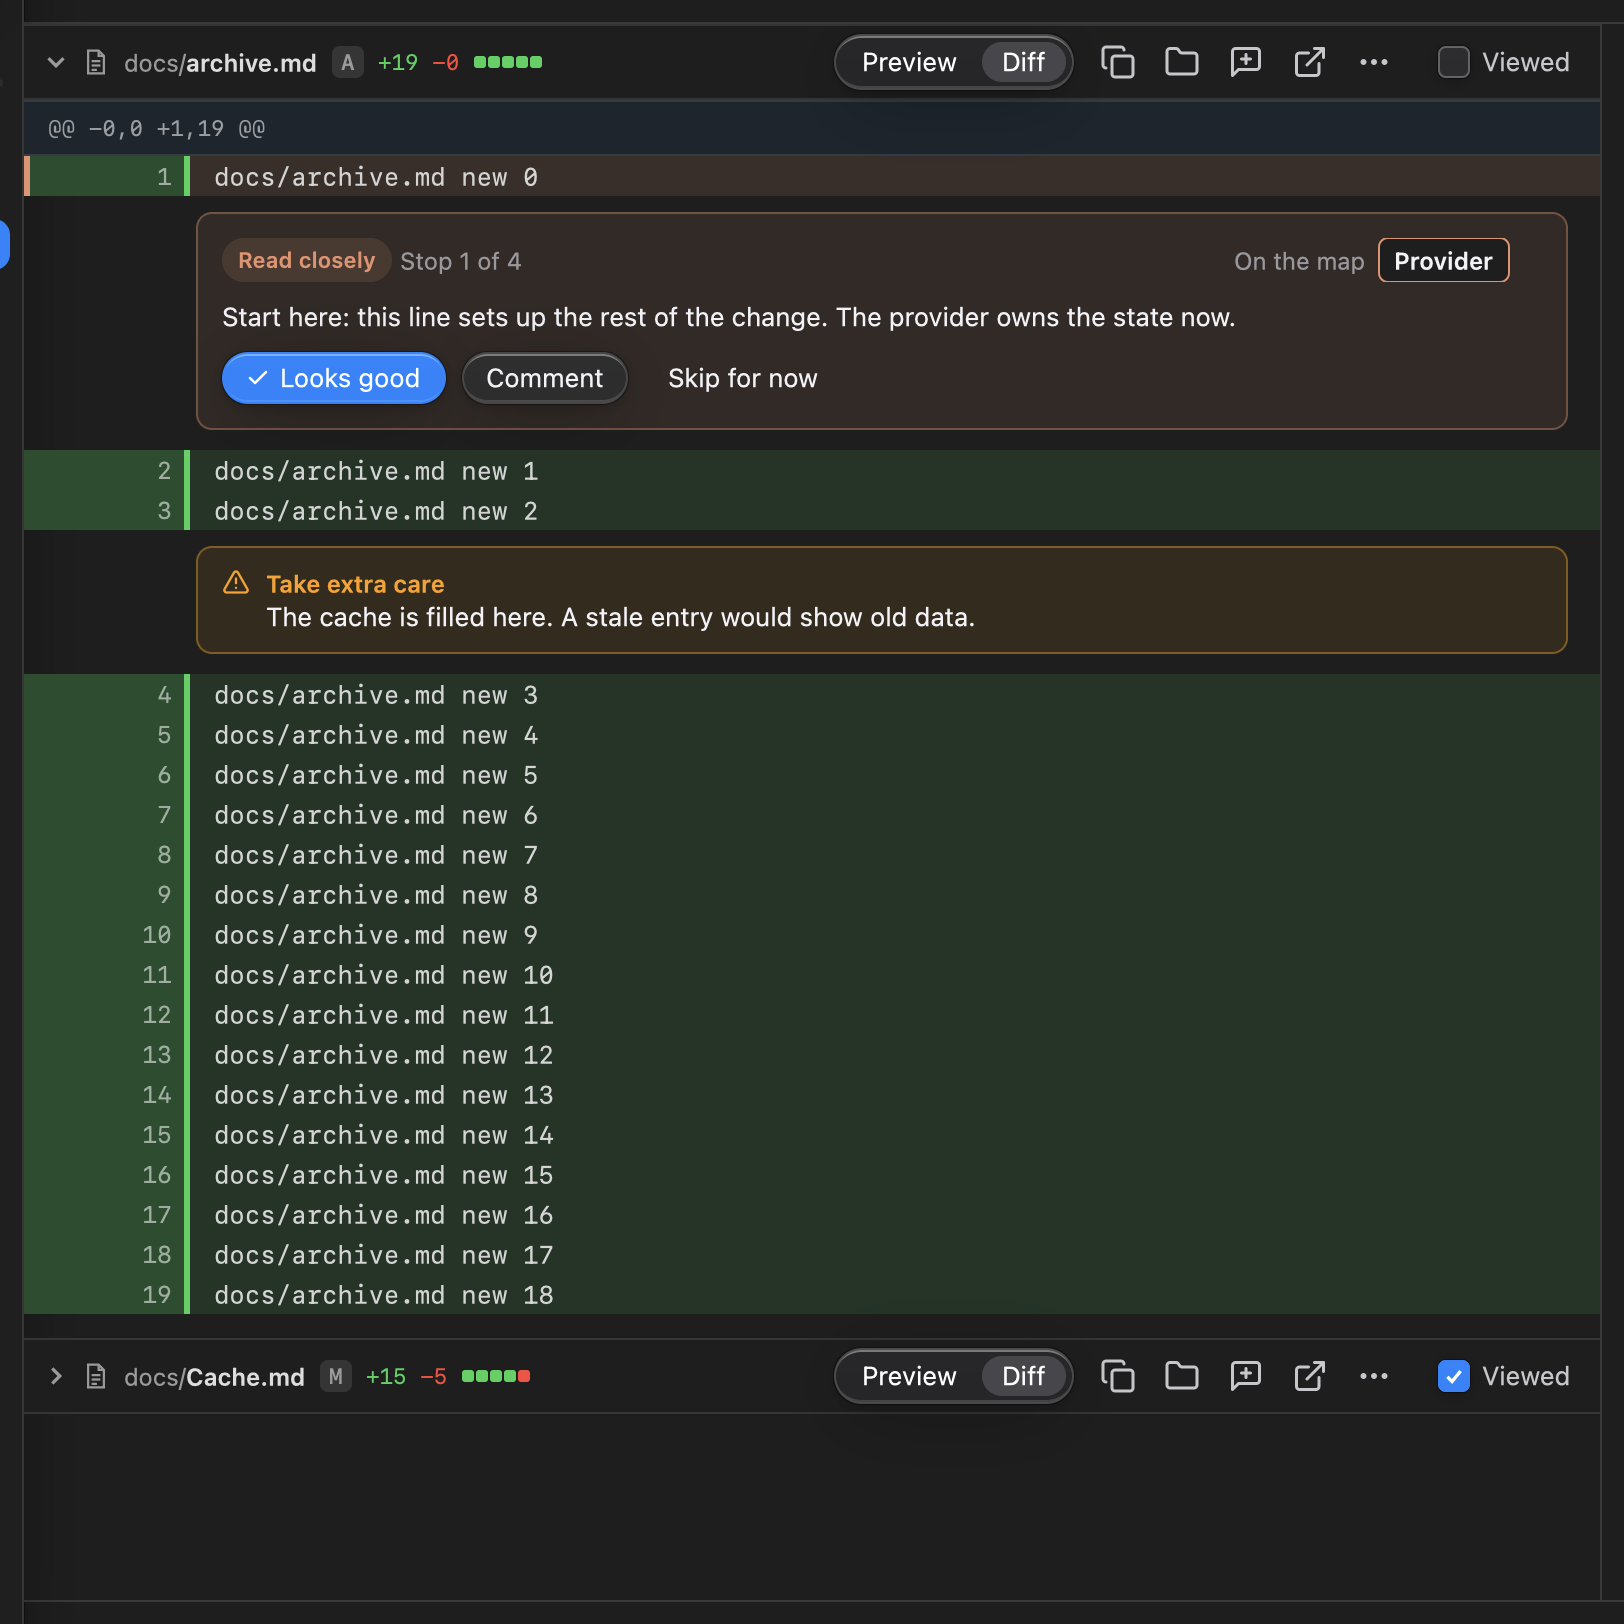 docs/archive.md A +19 −0 Preview Diff Viewed
@@ −0,0 +1,19 @@
1 docs/archive.md new 0
Read closely Stop 1 of 4 On the map Provider
Start here: this line sets up the rest of the change. The provider owns the state now.
Looks good Comment Skip for now
2 docs/archive.md new 1
3 docs/archive.md new 2
Take extra care
The cache is filled here. A stale entry would show old data.
4 docs/archive.md new 3
5 docs/archive.md new 4
6 docs/archive.md new 5
7 docs/archive.md new 6
8 docs/archive.md new 7
9 docs/archive.md new 8
10 docs/archive.md new 9
11 docs/archive.md new 10
12 docs/archive.md new 11
13 docs/archive.md new 12
14 docs/archive.md new 13
15 docs/archive.md new 14
16 docs/archive.md new 15
17 docs/archive.md new 16
18 docs/archive.md new 17
19 docs/archive.md new 18
docs/Cache.md M +15 −5 Preview Diff Viewed